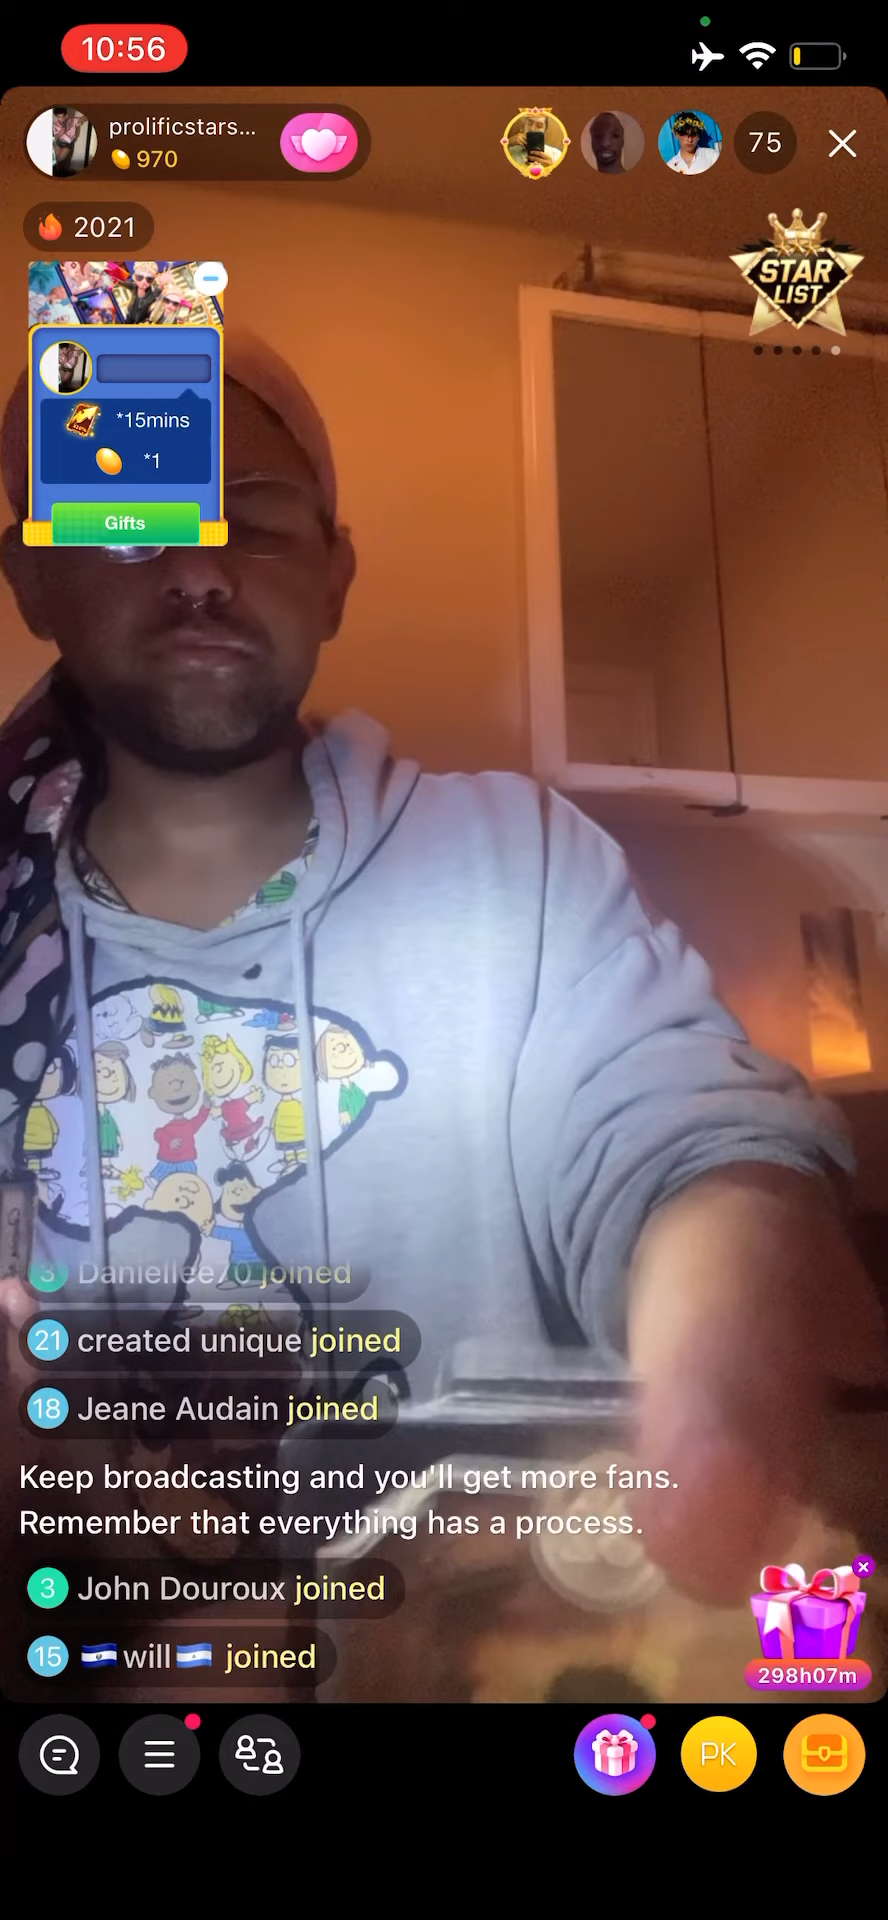 10:56
prolificstars...
970
75
2021
STAR
LIST
*15mins
*1
Gifts
3 Daniellee70 joined
21 created unique joined
18 Jeane Audain joined
Keep broadcasting and you'll get more fans.
Remember that everything has a process.
3 John Douroux joined
15 🇸🇻will🇳🇮 joined
298h07m
PK